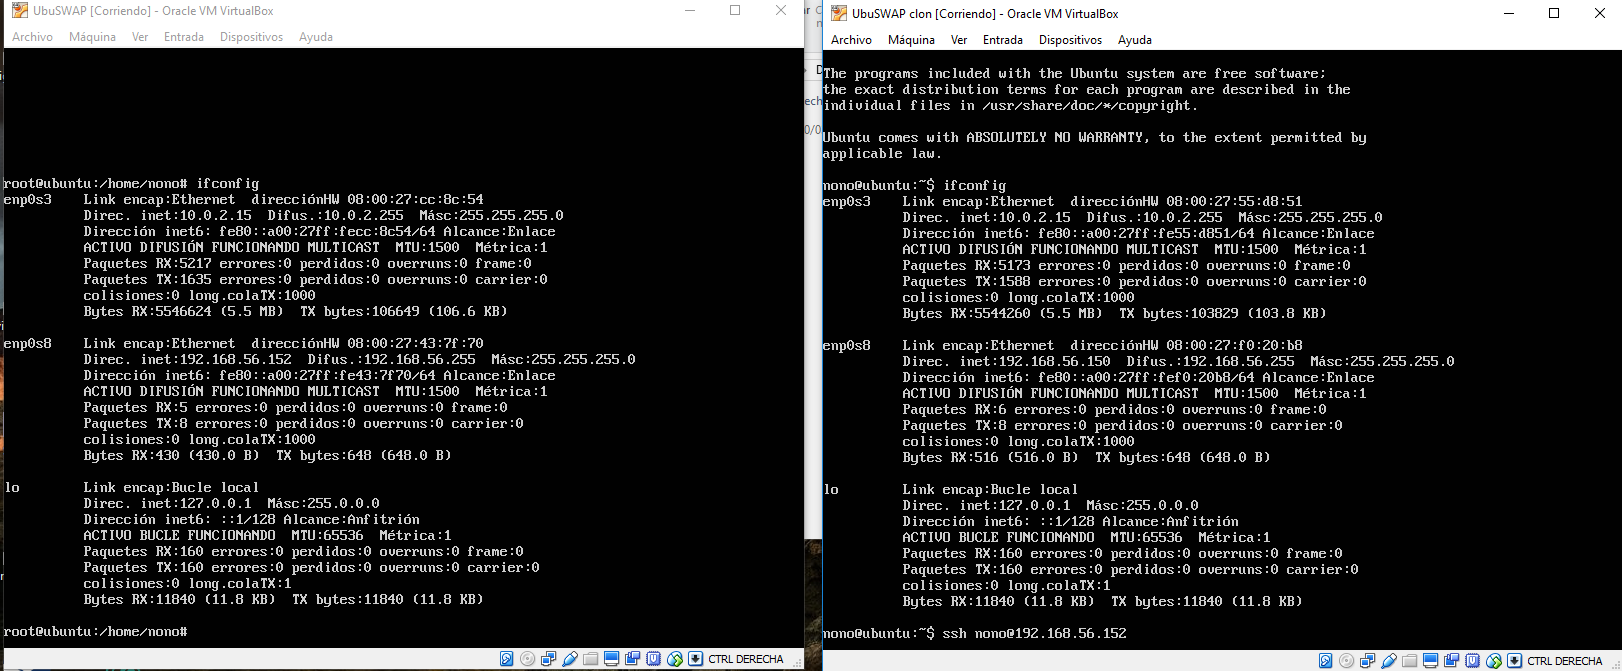 UbuSWAP [Corriendo] - Oracle VM VirtualBox
Archivo Máquina Ver Entrada Dispositivos Ayuda
root@ubuntu:/home/nono# ifconfig
enp0s3 Link encap:Ethernet direcciónHW 08:00:27:cc:8c:54
Direc. inet:10.0.2.15 Difus.:10.0.2.255 Másc:255.255.255.0
Dirección inet6: fe80::a00:27ff:fecc:8c54/64 Alcance:Enlace
ACTIVO DIFUSIÓN FUNCIONANDO MULTICAST MTU:1500 Métrica:1
Paquetes RX:5217 errores:0 perdidos:0 overruns:0 frame:0
Paquetes TX:1635 errores:0 perdidos:0 overruns:0 carrier:0
colisiones:0 long.colaTX:1000
Bytes RX:5546624 (5.5 MB) TX bytes:106649 (106.6 KB)
enp0s8 Link encap:Ethernet direcciónHW 08:00:27:43:7f:70
Direc. inet:192.168.56.152 Difus.:192.168.56.255 Másc:255.255.255.0
Dirección inet6: fe80::a00:27ff:fe43:7f70/64 Alcance:Enlace
ACTIVO DIFUSIÓN FUNCIONANDO MULTICAST MTU:1500 Métrica:1
Paquetes RX:5 errores:0 perdidos:0 overruns:0 frame:0
Paquetes TX:8 errores:0 perdidos:0 overruns:0 carrier:0
colisiones:0 long.colaTX:1000
Bytes RX:430 (430.0 B) TX bytes:648 (648.0 B)
lo Link encap:Bucle local
Direc. inet:127.0.0.1 Másc:255.0.0.0
Dirección inet6: ::1/128 Alcance:Anfitrión
ACTIVO BUCLE FUNCIONANDO MTU:65536 Métrica:1
Paquetes RX:160 errores:0 perdidos:0 overruns:0 frame:0
Paquetes TX:160 errores:0 perdidos:0 overruns:0 carrier:0
colisiones:0 long.colaTX:1
Bytes RX:11840 (11.8 KB) TX bytes:11840 (11.8 KB)
root@ubuntu:/home/nono#
CTRL DERECHA
UbuSWAP clon [Corriendo] - Oracle VM VirtualBox
Archivo Máquina Ver Entrada Dispositivos Ayuda
The programs included with the Ubuntu system are free software;
the exact distribution terms for each program are described in the
individual files in /usr/share/doc/*/copyright.
Ubuntu comes with ABSOLUTELY NO WARRANTY, to the extent permitted by
applicable law.
nono@ubuntu:~$ ifconfig
enp0s3 Link encap:Ethernet direcciónHW 08:00:27:55:d8:51
Direc. inet:10.0.2.15 Difus.:10.0.2.255 Másc:255.255.255.0
Dirección inet6: fe80::a00:27ff:fe55:d851/64 Alcance:Enlace
ACTIVO DIFUSIÓN FUNCIONANDO MULTICAST MTU:1500 Métrica:1
Paquetes RX:5173 errores:0 perdidos:0 overruns:0 frame:0
Paquetes TX:1588 errores:0 perdidos:0 overruns:0 carrier:0
colisiones:0 long.colaTX:1000
Bytes RX:5544260 (5.5 MB) TX bytes:103829 (103.8 KB)
enp0s8 Link encap:Ethernet direcciónHW 08:00:27:f0:20:b8
Direc. inet:192.168.56.150 Difus.:192.168.56.255 Másc:255.255.255.0
Dirección inet6: fe80::a00:27ff:fef0:20b8/64 Alcance:Enlace
ACTIVO DIFUSIÓN FUNCIONANDO MULTICAST MTU:1500 Métrica:1
Paquetes RX:6 errores:0 perdidos:0 overruns:0 frame:0
Paquetes TX:8 errores:0 perdidos:0 overruns:0 carrier:0
colisiones:0 long.colaTX:1000
Bytes RX:516 (516.0 B) TX bytes:648 (648.0 B)
lo Link encap:Bucle local
Direc. inet:127.0.0.1 Másc:255.0.0.0
Dirección inet6: ::1/128 Alcance:Anfitrión
ACTIVO BUCLE FUNCIONANDO MTU:65536 Métrica:1
Paquetes RX:160 errores:0 perdidos:0 overruns:0 frame:0
Paquetes TX:160 errores:0 perdidos:0 overruns:0 carrier:0
colisiones:0 long.colaTX:1
Bytes RX:11840 (11.8 KB) TX bytes:11840 (11.8 KB)
nono@ubuntu:~$ ssh nono@192.168.56.152
CTRL DERECHA